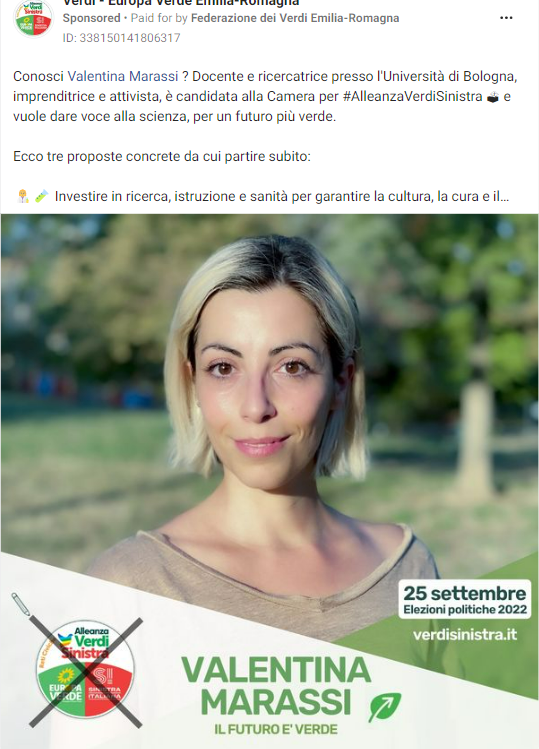 Verdi - Europa Verde Emilia-Romagna
Sponsored • Paid for by Federazione dei Verdi Emilia-Romagna
ID: 338150141806317
Conosci Valentina Marassi ? Docente e ricercatrice presso l'Università di Bologna,
imprenditrice e attivista, è candidata alla Camera per #AlleanzaVerdiSinistra 🗳 e
vuole dare voce alla scienza, per un futuro più verde.
Ecco tre proposte concrete da cui partire subito:
Investire in ricerca, istruzione e sanità per garantire la cultura, la cura e il...
25 settembre
Elezioni politiche 2022
verdisinistra.it
Alleanza
Verdi
Sinistra
EUROPA
VERDE
SI
SINISTRA
ITALIANA
VALENTINA
MARASSI
IL FUTURO E' VERDE